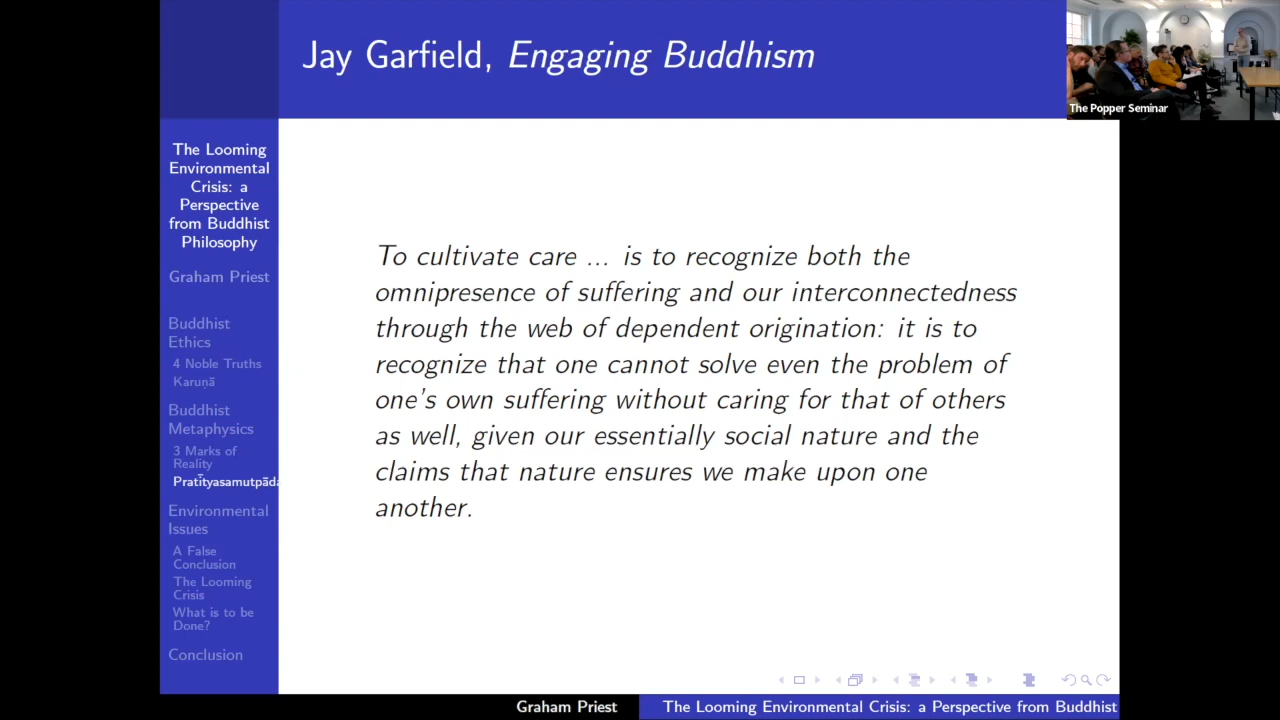 Jay Garfield, Engaging Buddhism
The Popper Seminar
The Looming
Environmental
Crisis: a
Perspective
from Buddhist
Philosophy
Graham Priest
Buddhist
Ethics
4 Noble Truths
Karuṇā
Buddhist
Metaphysics
3 Marks of
Reality
Pratītyasamutpāda
Environmental
Issues
A False
Conclusion
The Looming
Crisis
What is to be
Done?
Conclusion
To cultivate care ... is to recognize both the
omnipresence of suffering and our interconnectedness
through the web of dependent origination: it is to
recognize that one cannot solve even the problem of
one's own suffering without caring for that of others
as well, given our essentially social nature and the
claims that nature ensures we make upon one
another.
Graham Priest
The Looming Environmental Crisis: a Perspective from Buddhist